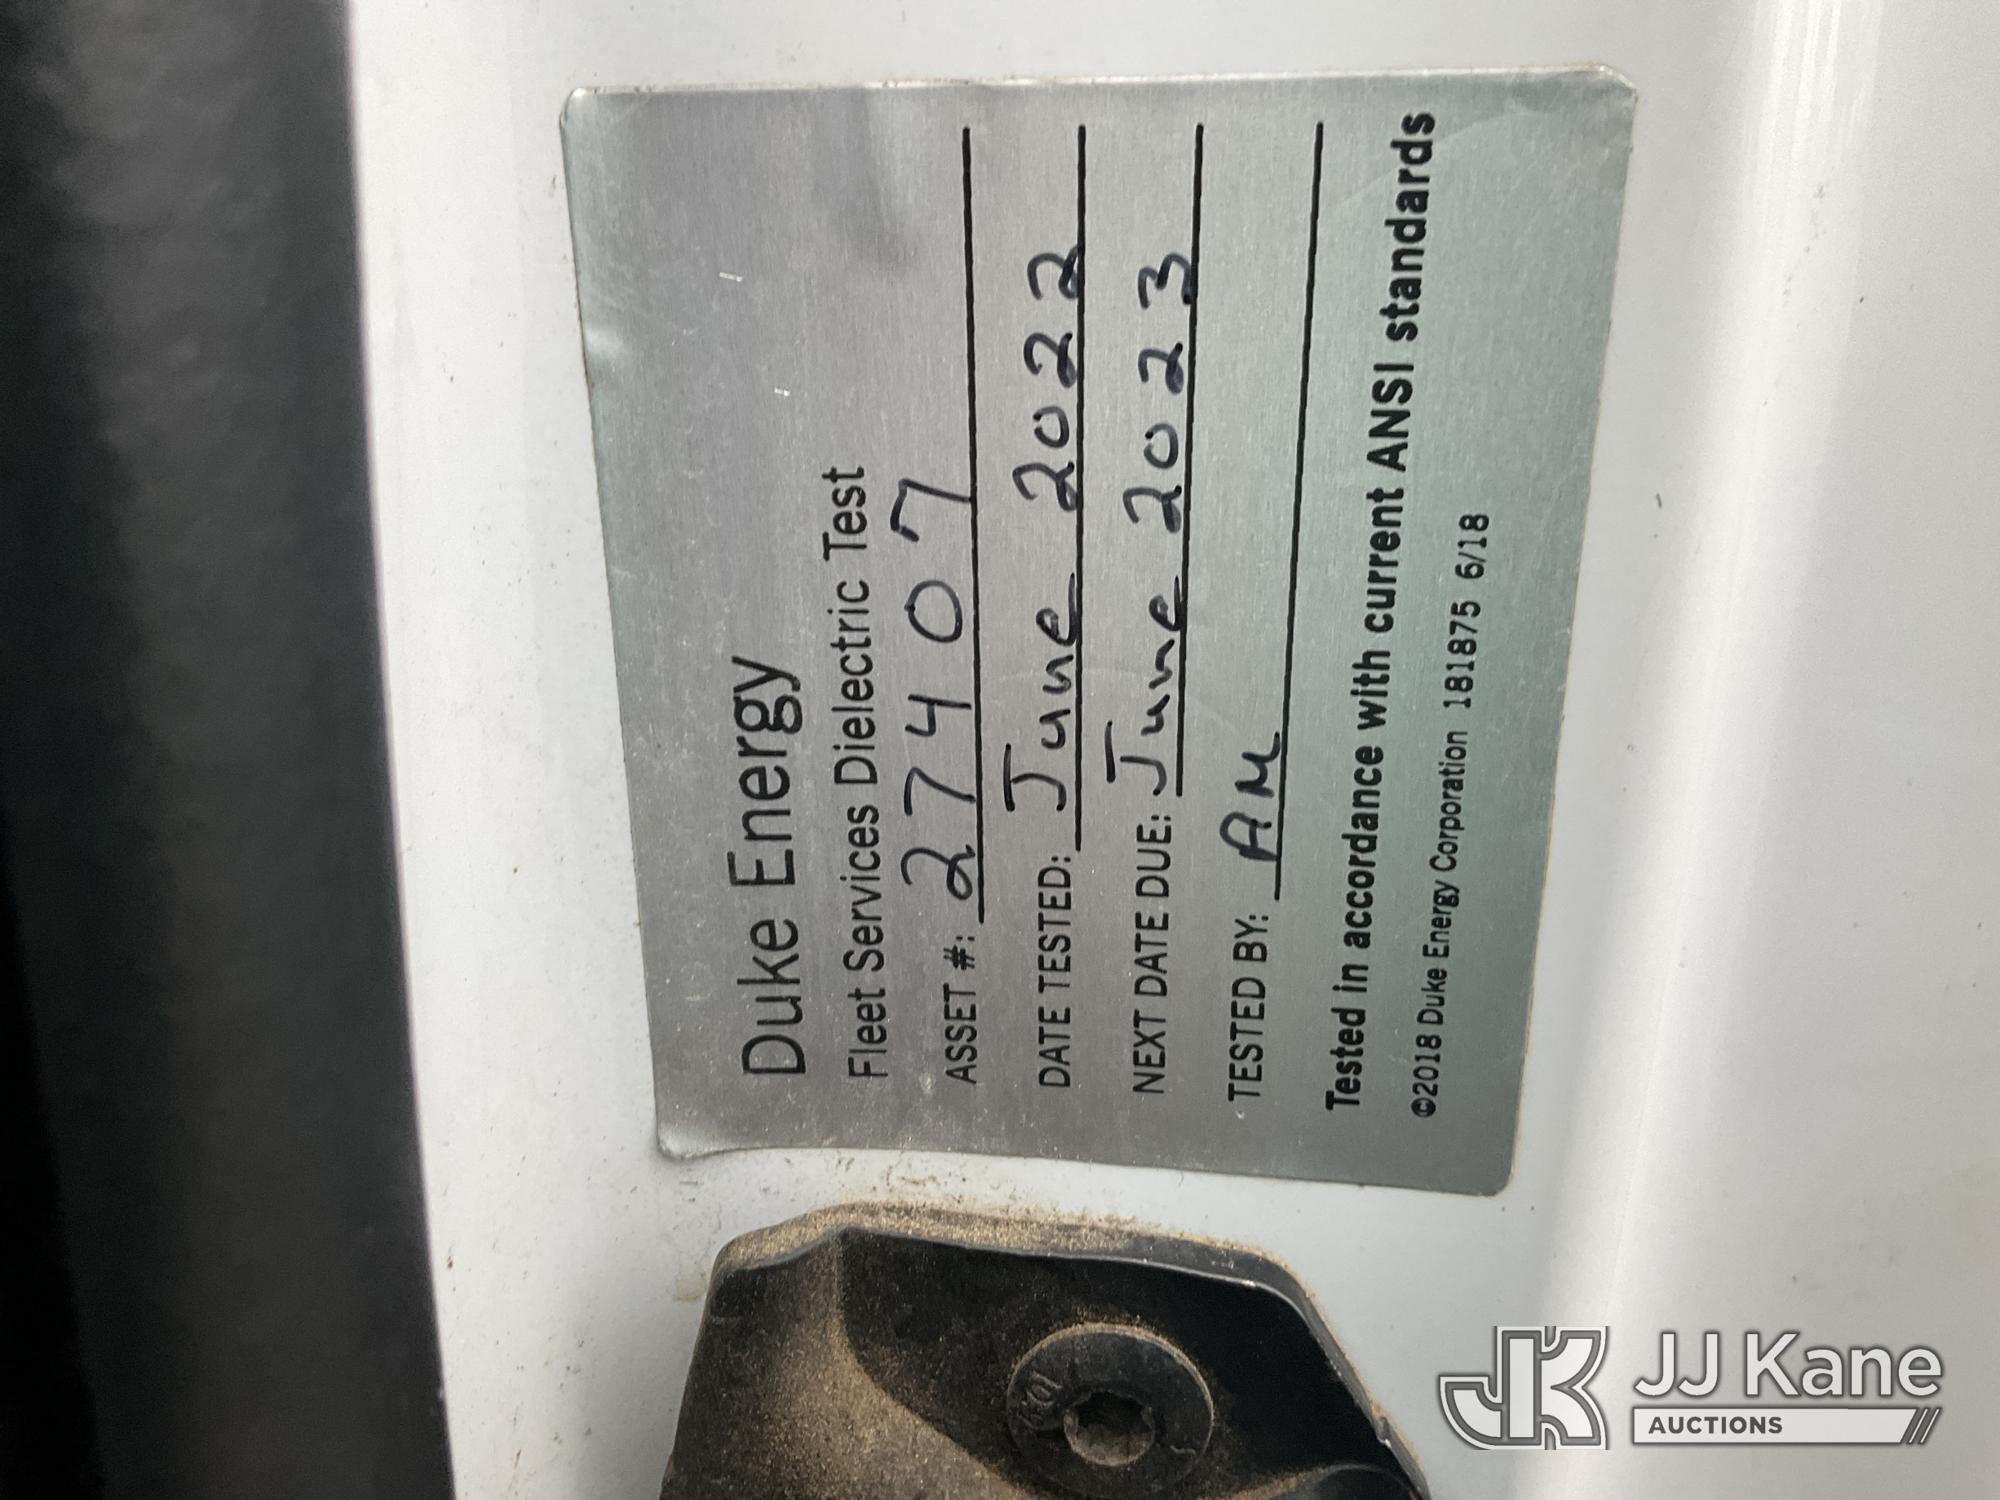 Duke Energy
Fleet Services Dielectric Test
ASSET #: 27407
DATE TESTED: June 2022
NEXT DATE DUE: June 2023
TESTED BY: AM
Tested in accordance with current ANSI standards
©2018 Duke Energy Corporation 181875 6/18
JK JJ Kane
AUCTIONS